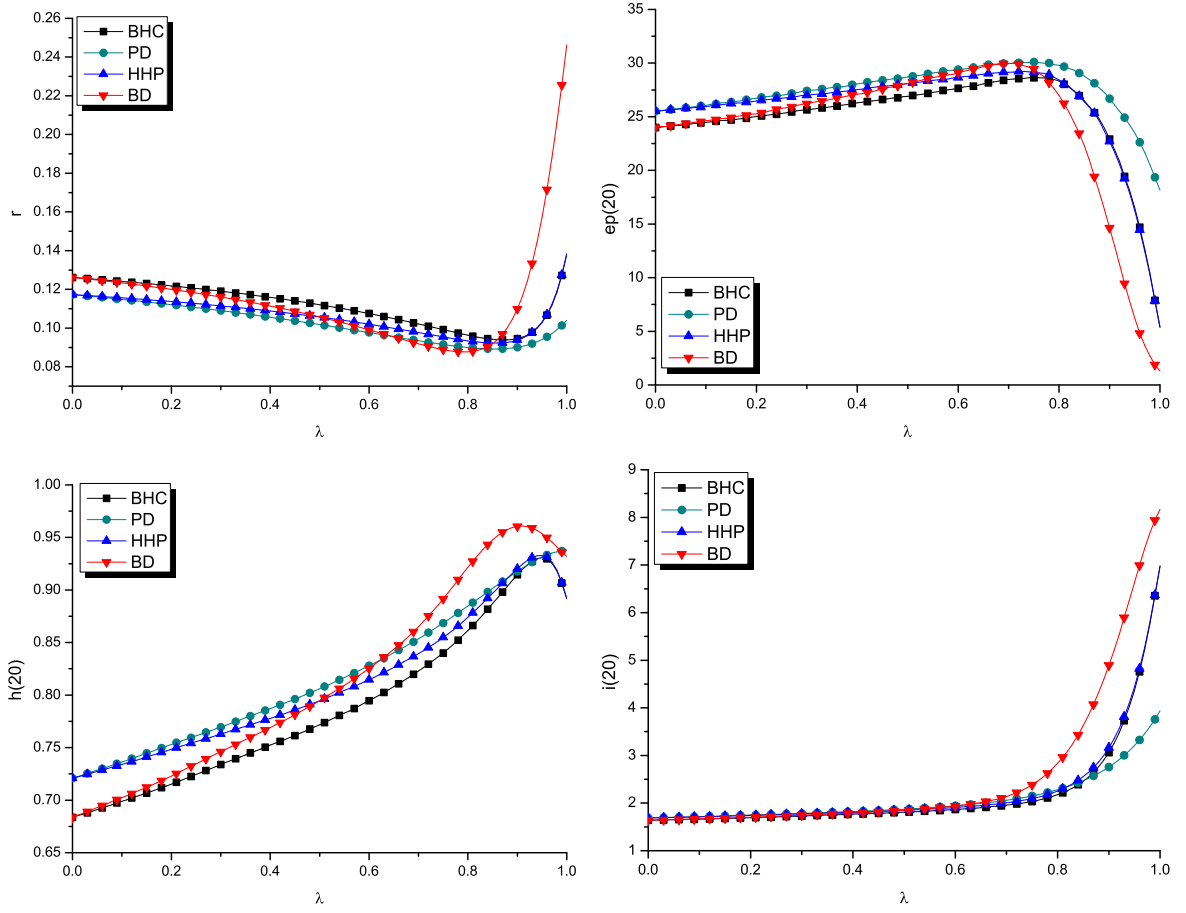 0.26
0.24
0.22
0.20
0.18
0.16
0.14
0.12
0.10
0.08
r
BHC
PD
HHP
BD
0.0 0.2 0.4 0.6 0.8 1.0
λ
35
30
25
20
15
10
5
0
ep(20)
BHC
PD
HHP
BD
0.0 0.2 0.4 0.6 0.8 1.0
λ
1.00
0.95
0.90
0.85
0.80
0.75
0.70
0.65
h(20)
BHC
PD
HHP
BD
0.0 0.2 0.4 0.6 0.8 1.0
λ
9
8
7
6
5
4
3
2
1
i(20)
BHC
PD
HHP
BD
0.0 0.2 0.4 0.6 0.8 1.0
λ